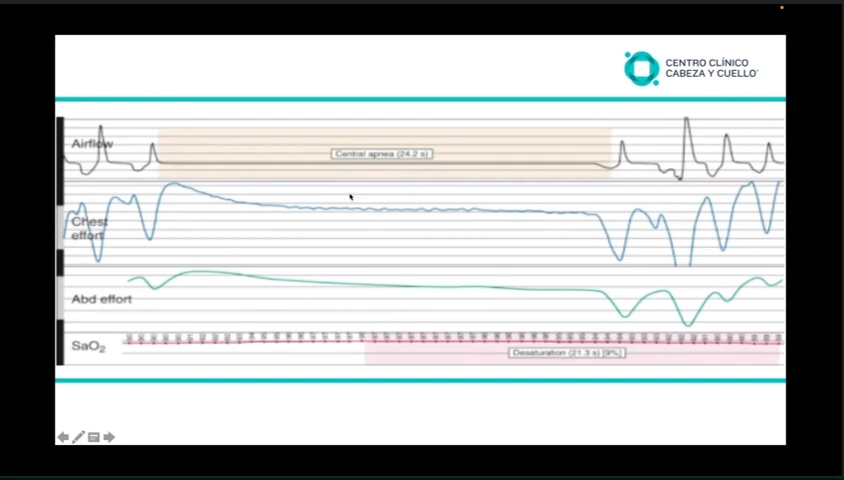 CENTRO CLÍNICO
CABEZA Y CUELLO
Airflow
Central apnea (24.2 s)
Chest
effort
Abd effort
SaO2
Desaturation (21.3 s) [9%]